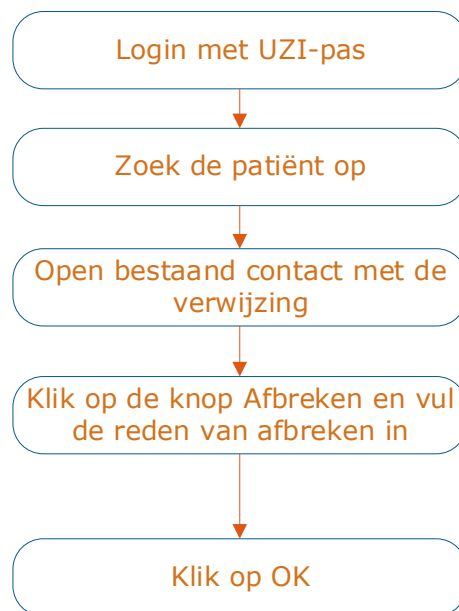 Login met UZI-pas
Zoek de patiënt op
Open bestaand contact met de
verwijzing
Klik op de knop Afbreken en vul
de reden van afbreken in
Klik op OK